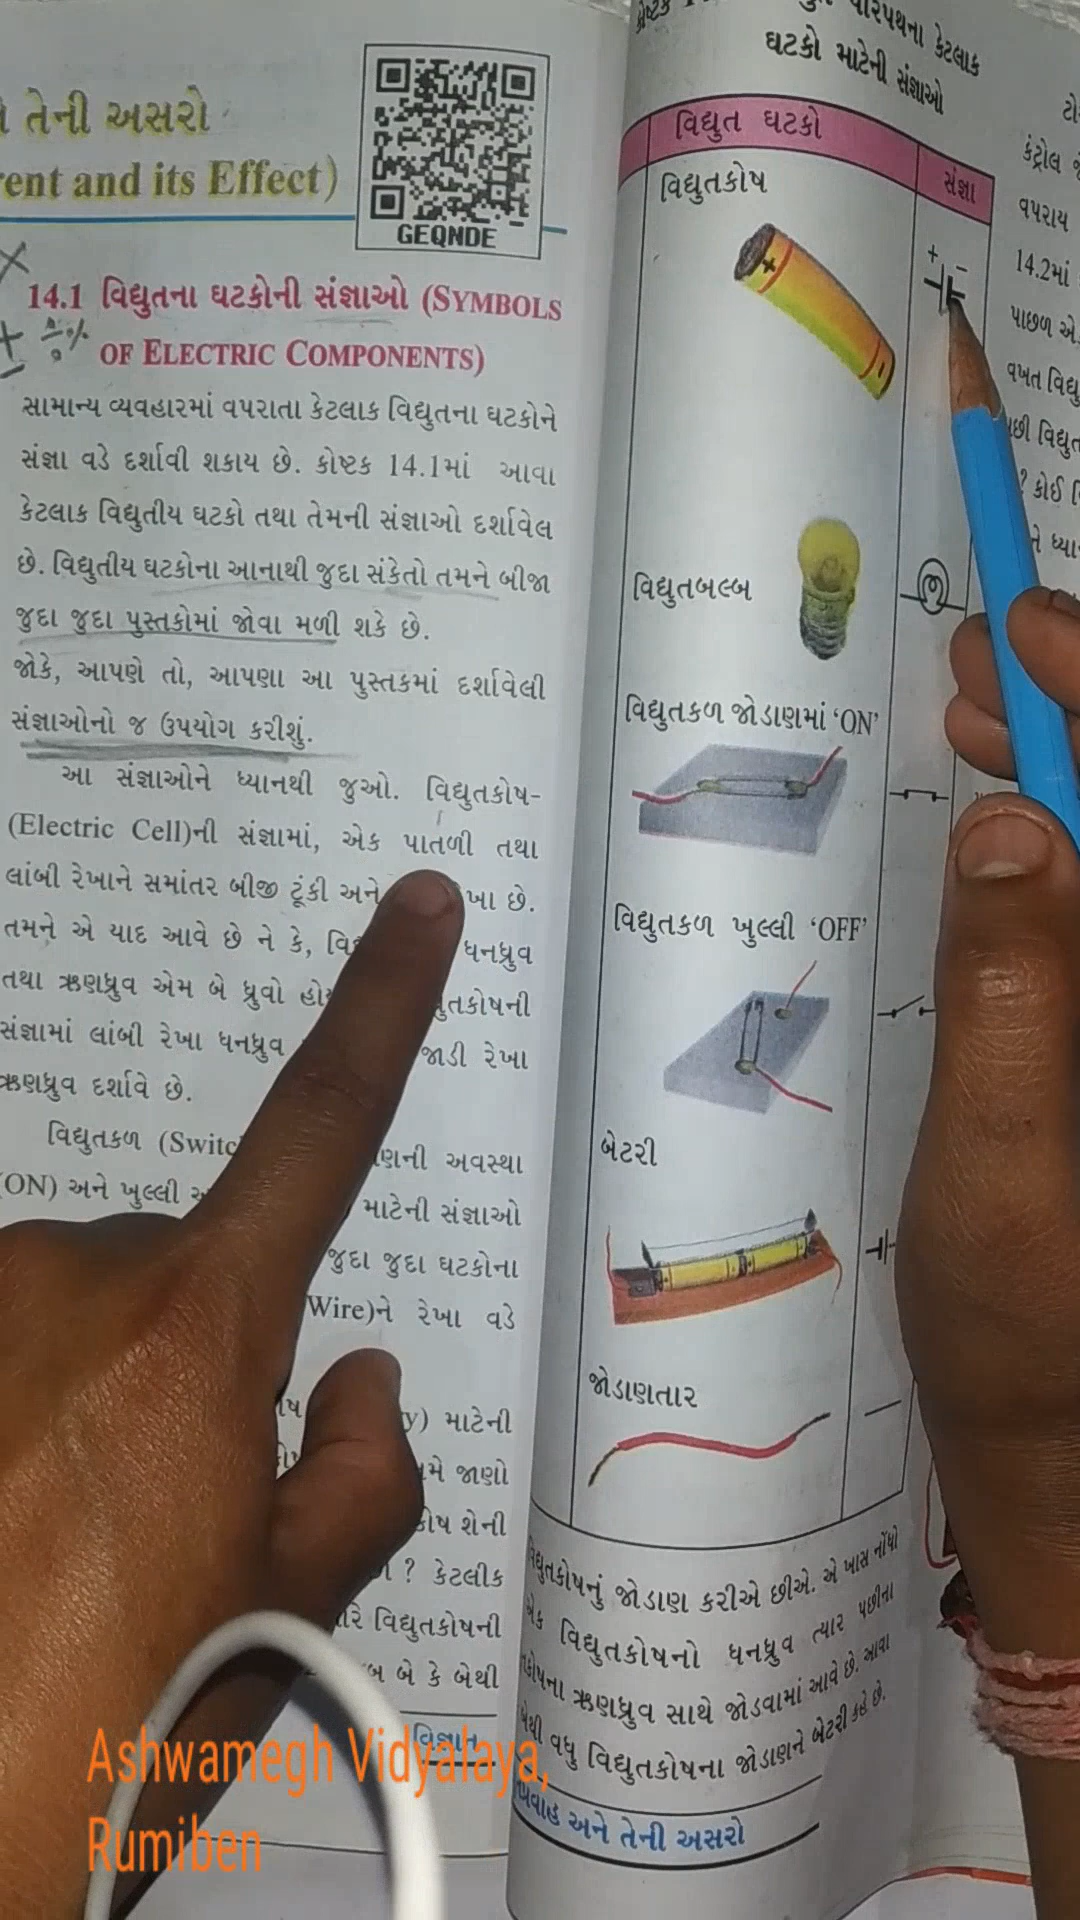 તેની અસરો
rent and its Effect)
GEQNDE
14.1 વિદ્યુતના ઘટકોની સંજ્ઞાઓ (SYMBOLS
OF ELECTRIC COMPONENTS)
સામાન્ય વ્યવહારમાં વપરાતા કેટલાક વિદ્યુતના ઘટકોને
સંજ્ઞા વડે દર્શાવી શકાય છે. કોષ્ટક 14.1માં આવા
કેટલાક વિદ્યુતીય ઘટકો તથા તેમની સંજ્ઞાઓ દર્શાવેલ
છે. વિદ્યુતીય ઘટકોના આનાથી જુદા સંકેતો તમને બીજા
જુદા જુદા પુસ્તકોમાં જોવા મળી શકે છે.
જોકે, આપણે તો, આપણા આ પુસ્તકમાં દર્શાવેલી
સંજ્ઞાઓનો જ ઉપયોગ કરીશું.
આ સંજ્ઞાઓને ધ્યાનથી જુઓ. વિદ્યુતકોષ-
(Electric Cell)ની સંજ્ઞામાં, એક પાતળી તથા
લાંબી રેખાને સમાંતર બીજી ટૂંકી અને ખા છે.
તમને એ યાદ આવે છે ને કે, વિ ધનધ્રુવ
તથા ઋણધ્રુવ એમ બે ધ્રુવો હો ુતકોષની
સંજ્ઞામાં લાંબી રેખા ધનધ્રુવ જાડી રેખા
ઋણધ્રુવ દર્શાવે છે.
વિદ્યુતકળ (Switc ણની અવસ્થા
(ON) અને ખુલ્લી માટેની સંજ્ઞાઓ
જુદા જુદા ઘટકોના
Wire)ને રેખા વડે
y) માટેની
મે જાણો
કોષ શેની
? કેટલીક
રે વિદ્યુતકોષની
બે કે બેથી
વિજ્ઞાન
કોષ્ટક પરિપથના કેટલાક
ઘટકો માટેની સંજ્ઞાઓ
વિદ્યુત ઘટકો
સંજ્ઞા
વિદ્યુતકોષ
+ −
વિદ્યુતબલ્બ
વિદ્યુતકળ જોડાણમાં ‘ON’
વિદ્યુતકળ ખુલ્લી ‘OFF’
બેટરી
જોડાણતાર
વિદ્યુતકોષનું જોડાણ કરીએ છીએ. એ ખાસ નોંધો
એક વિદ્યુતકોષનો ધનધ્રુવ ત્યાર પછીના
કોષના ઋણધ્રુવ સાથે જોડવામાં આવે છે. આવા
બેથી વધુ વિદ્યુતકોષના જોડાણને બેટરી કહે છે.
પ્રવાહ અને તેની અસરો
કંટ્રોલ
વપરાય
14.2માં
પાછળ એ
વખત વિદ્યુ
પછી વિદ્યુત
? કોઈ
ને ધ્યા
Ashwamegh Vidyalaya,
Rumiben